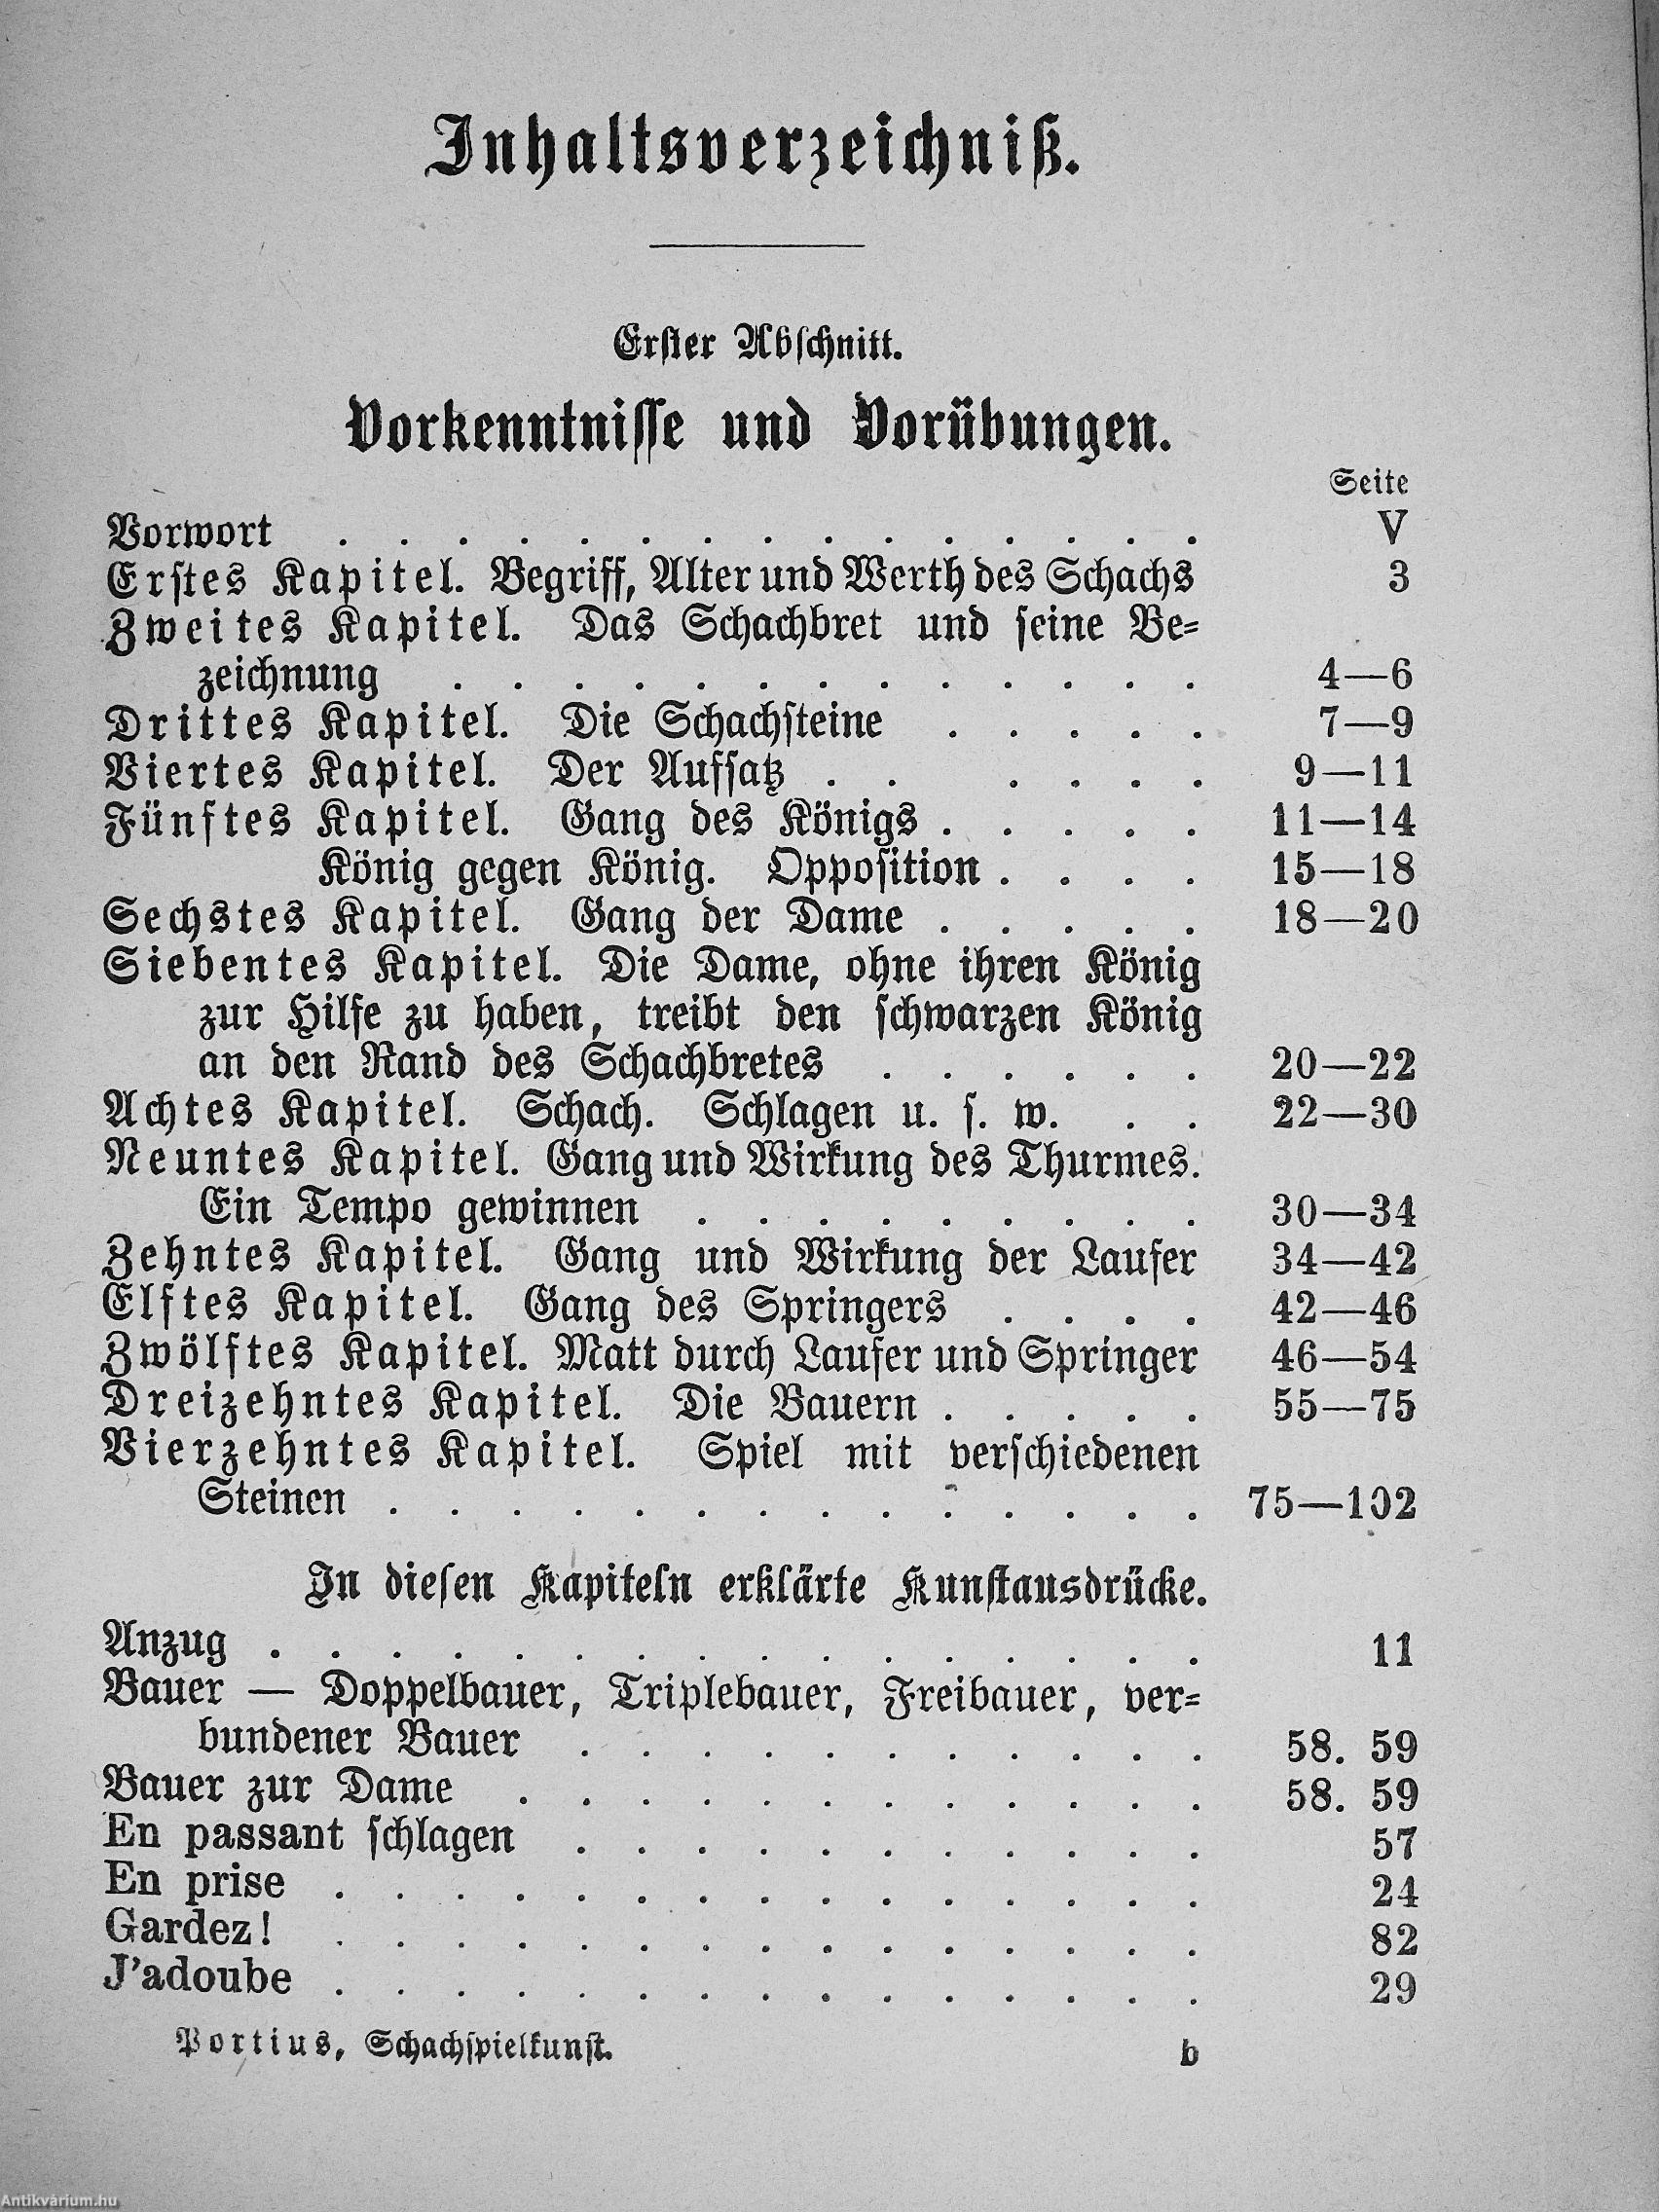 Inhaltsverzeichniß.
Erster Abschnitt.
Vorkenntnisse und Vorübungen.
Seite
Vorwort . . . . . . . . . . . . . . . V
Erstes Kapitel. Begriff, Alter und Werth des Schachs 3
Zweites Kapitel. Das Schachbret und seine Be-
zeichnung . . . . . . . . . . . . . 4—6
Drittes Kapitel. Die Schachsteine . . . . . 7—9
Viertes Kapitel. Der Aufsatz . . . . . . 9—11
Fünftes Kapitel. Gang des Königs . . . . . 11—14
König gegen König. Opposition . . . . 15—18
Sechstes Kapitel. Gang der Dame . . . . . 18—20
Siebentes Kapitel. Die Dame, ohne ihren König
zur Hilfe zu haben, treibt den schwarzen König
an den Rand des Schachbretes . . . . . . 20—22
Achtes Kapitel. Schach. Schlagen u. s. w. . . 22—30
Neuntes Kapitel. Gang und Wirkung des Thurmes.
Ein Tempo gewinnen . . . . . . . . . 30—34
Zehntes Kapitel. Gang und Wirkung der Laufer 34—42
Elftes Kapitel. Gang des Springers . . . . 42—46
Zwölftes Kapitel. Matt durch Laufer und Springer 46—54
Dreizehntes Kapitel. Die Bauern . . . . . 55—75
Vierzehntes Kapitel. Spiel mit verschiedenen
Steinen . . . . . . . . . . . . . . 75—102
In diesen Kapiteln erklärte Kunstausdrücke.
Anzug . . . . . . . . . . . . . . . . 11
Bauer — Doppelbauer, Triplebauer, Freibauer, ver-
bundener Bauer . . . . . . . . . . . 58. 59
Bauer zur Dame . . . . . . . . . . . . 58. 59
En passant schlagen . . . . . . . . . . . 57
En prise . . . . . . . . . . . . . . . 24
Gardez! . . . . . . . . . . . . . . . 82
J'adoube . . . . . . . . . . . . . . . 29
Portius, Schachspielkunst. b
Antikvárium.hu